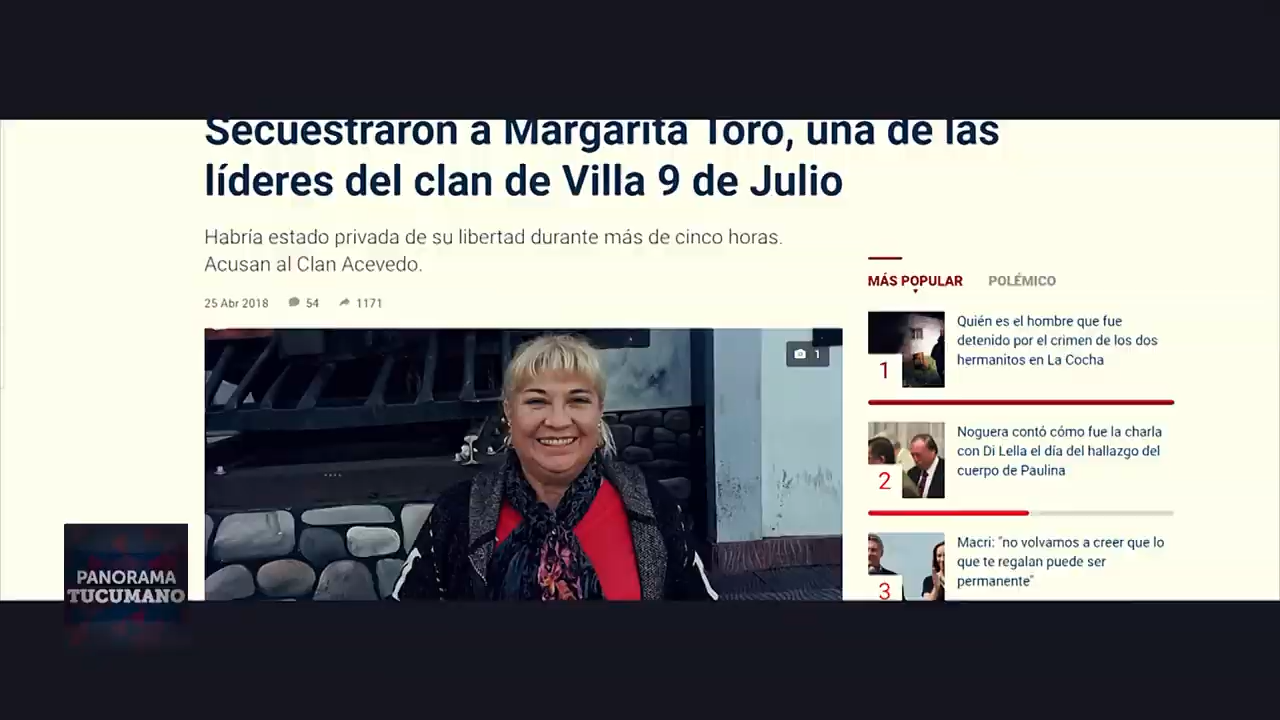 Secuestraron a Margarita Toro, una de las
líderes del clan de Villa 9 de Julio
Habría estado privada de su libertad durante más de cinco horas.
Acusan al Clan Acevedo.
25 Abr 2018 54 1171
1
MÁS POPULAR POLÉMICO
1
Quién es el hombre que fue
detenido por el crimen de los dos
hermanitos en La Cocha
2
Noguera contó cómo fue la charla
con Di Lella el día del hallazgo del
cuerpo de Paulina
3
Macri: "no volvamos a creer que lo
que te regalan puede ser
permanente"
PANORAMA
TUCUMANO